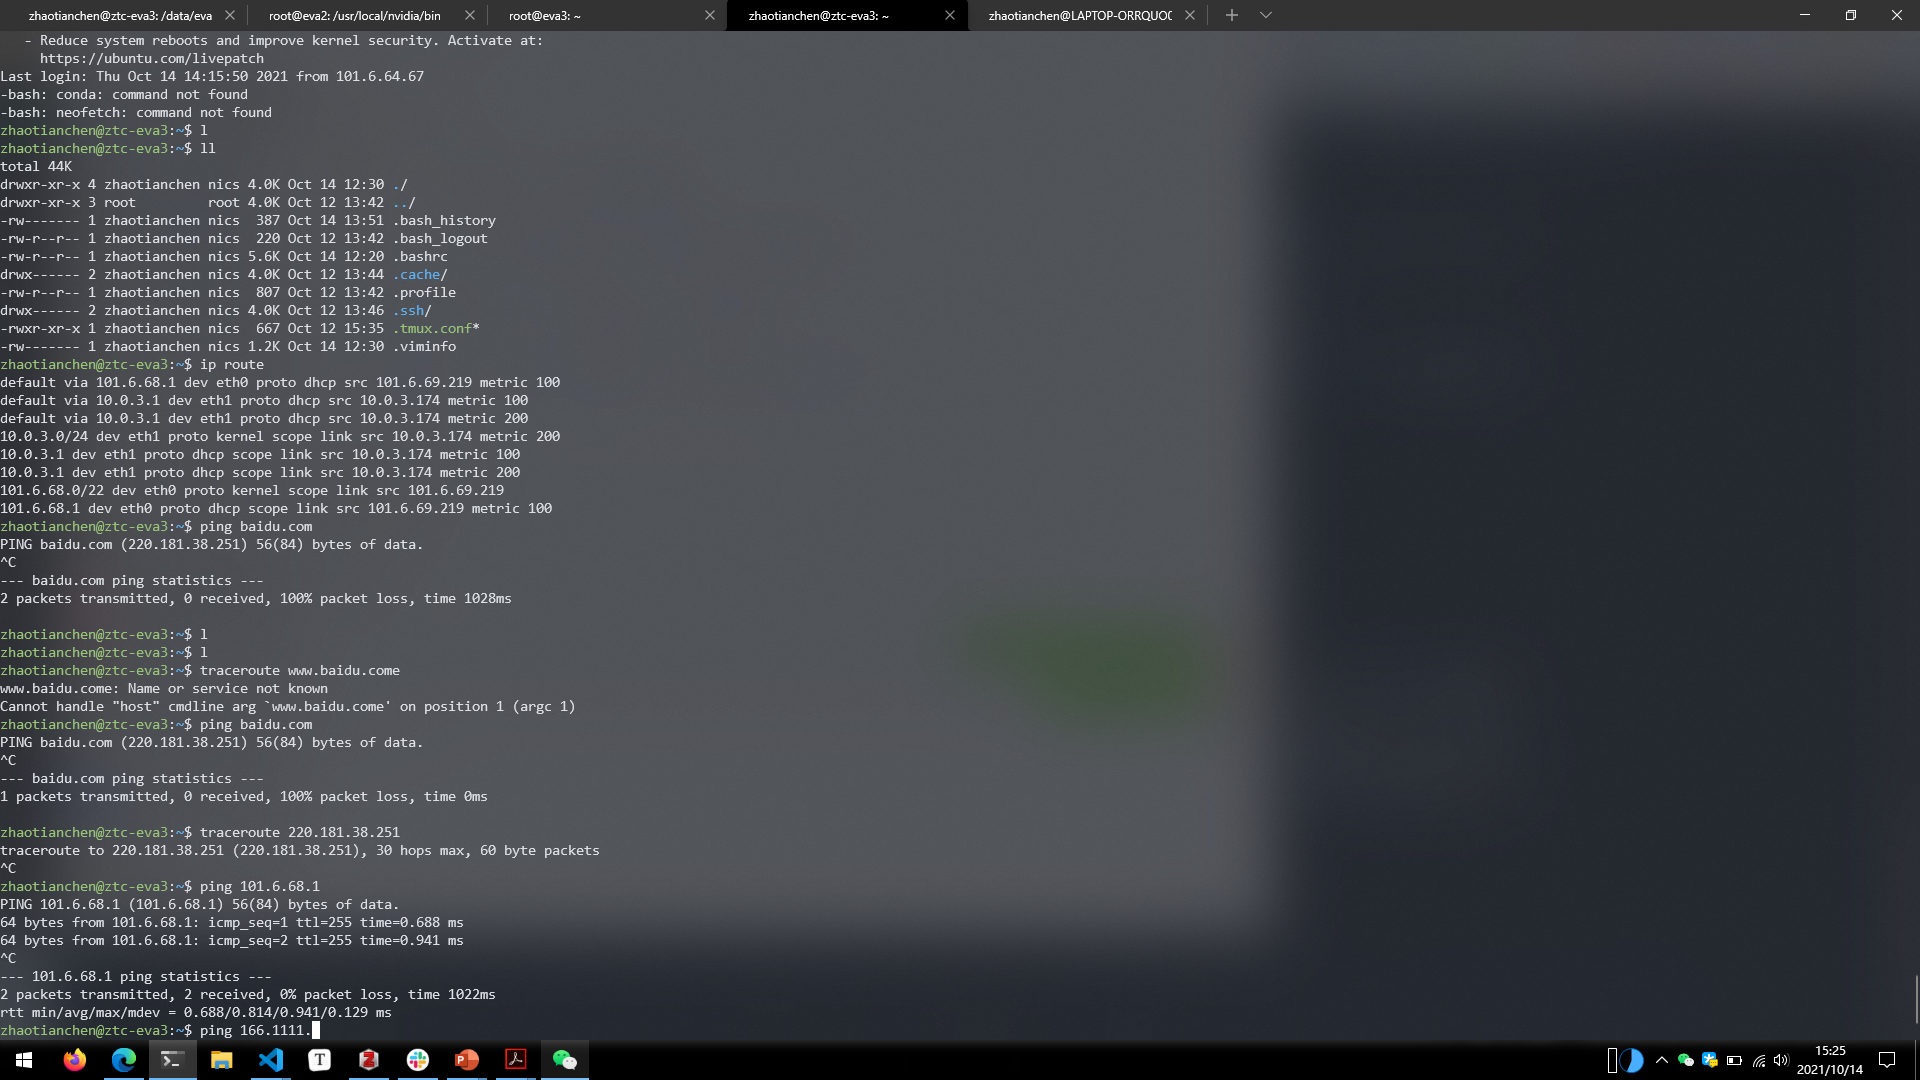 zhaotianchen@ztc-eva3: /data/eva
root@eva2: /usr/local/nvidia/bin
root@eva3: ~
zhaotianchen@ztc-eva3: ~
zhaotianchen@LAPTOP-ORRQUOC
- Reduce system reboots and improve kernel security. Activate at:
https://ubuntu.com/livepatch
Last login: Thu Oct 14 14:15:50 2021 from 101.6.64.67
-bash: conda: command not found
-bash: neofetch: command not found
zhaotianchen@ztc-eva3:~$ l
zhaotianchen@ztc-eva3:~$ ll
total 44K
drwxr-xr-x 4 zhaotianchen nics 4.0K Oct 14 12:30 ./
drwxr-xr-x 3 root         root 4.0K Oct 12 13:42 ../
-rw------- 1 zhaotianchen nics  387 Oct 14 13:51 .bash_history
-rw-r--r-- 1 zhaotianchen nics  220 Oct 12 13:42 .bash_logout
-rw-r--r-- 1 zhaotianchen nics 5.6K Oct 14 12:20 .bashrc
drwx------ 2 zhaotianchen nics 4.0K Oct 12 13:44 .cache/
-rw-r--r-- 1 zhaotianchen nics  807 Oct 12 13:42 .profile
drwx------ 2 zhaotianchen nics 4.0K Oct 12 13:46 .ssh/
-rwxr-xr-x 1 zhaotianchen nics  667 Oct 12 15:35 .tmux.conf*
-rw------- 1 zhaotianchen nics 1.2K Oct 14 12:30 .viminfo
zhaotianchen@ztc-eva3:~$ ip route
default via 101.6.68.1 dev eth0 proto dhcp src 101.6.69.219 metric 100
default via 10.0.3.1 dev eth1 proto dhcp src 10.0.3.174 metric 100
default via 10.0.3.1 dev eth1 proto dhcp src 10.0.3.174 metric 200
10.0.3.0/24 dev eth1 proto kernel scope link src 10.0.3.174 metric 200
10.0.3.1 dev eth1 proto dhcp scope link src 10.0.3.174 metric 100
10.0.3.1 dev eth1 proto dhcp scope link src 10.0.3.174 metric 200
101.6.68.0/22 dev eth0 proto kernel scope link src 101.6.69.219
101.6.68.1 dev eth0 proto dhcp scope link src 101.6.69.219 metric 100
zhaotianchen@ztc-eva3:~$ ping baidu.com
PING baidu.com (220.181.38.251) 56(84) bytes of data.
^C
--- baidu.com ping statistics ---
2 packets transmitted, 0 received, 100% packet loss, time 1028ms
zhaotianchen@ztc-eva3:~$ l
zhaotianchen@ztc-eva3:~$ l
zhaotianchen@ztc-eva3:~$ traceroute www.baidu.come
www.baidu.come: Name or service not known
Cannot handle "host" cmdline arg `www.baidu.come' on position 1 (argc 1)
zhaotianchen@ztc-eva3:~$ ping baidu.com
PING baidu.com (220.181.38.251) 56(84) bytes of data.
^C
--- baidu.com ping statistics ---
1 packets transmitted, 0 received, 100% packet loss, time 0ms
zhaotianchen@ztc-eva3:~$ traceroute 220.181.38.251
traceroute to 220.181.38.251 (220.181.38.251), 30 hops max, 60 byte packets
^C
zhaotianchen@ztc-eva3:~$ ping 101.6.68.1
PING 101.6.68.1 (101.6.68.1) 56(84) bytes of data.
64 bytes from 101.6.68.1: icmp_seq=1 ttl=255 time=0.688 ms
64 bytes from 101.6.68.1: icmp_seq=2 ttl=255 time=0.941 ms
^C
--- 101.6.68.1 ping statistics ---
2 packets transmitted, 2 received, 0% packet loss, time 1022ms
rtt min/avg/max/mdev = 0.688/0.814/0.941/0.129 ms
zhaotianchen@ztc-eva3:~$ ping 166.1111.
15:25
2021/10/14